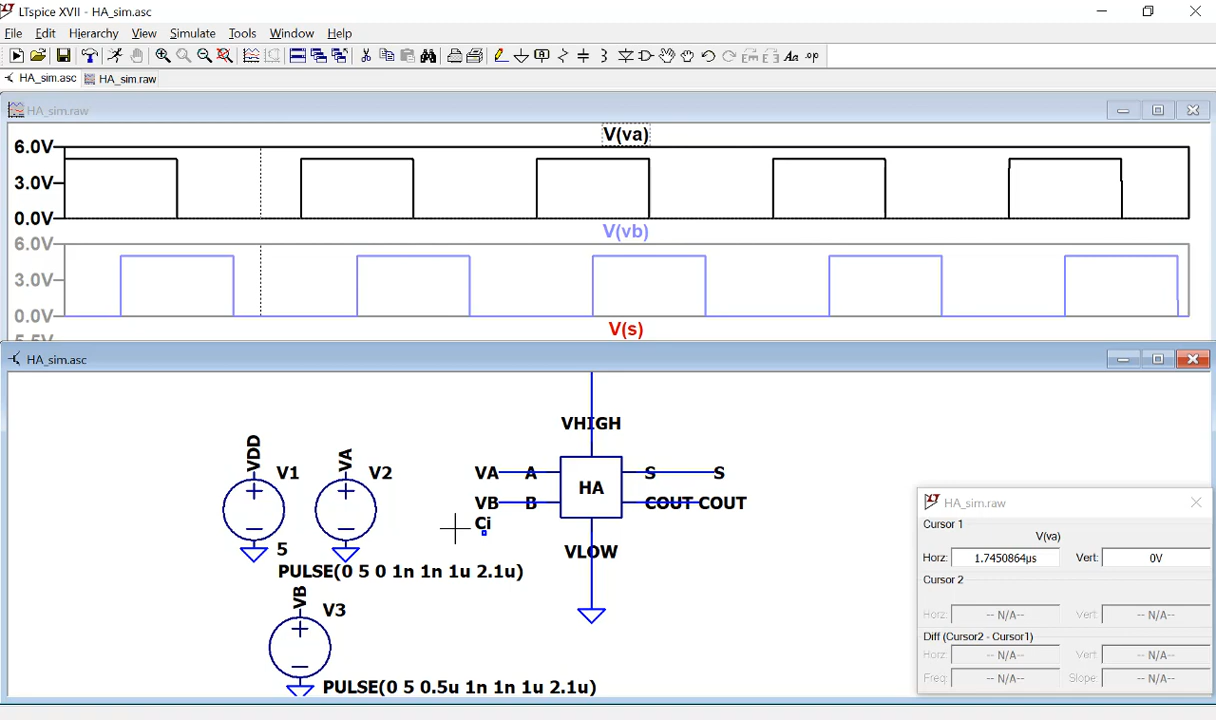 LTspice XVII - HA_sim.asc
File Edit Hierarchy View Simulate Tools Window Help
HA_sim.asc HA_sim.raw
HA_sim.raw
V(va)
6.0V
3.0V
0.0V
V(vb)
6.0V
3.0V
0.0V
V(s)
HA_sim.asc
VHIGH
VDD
V1
5
VA
V2
PULSE(0 5 0 1n 1n 1u 2.1u)
VA A S S
HA
VB B COUT COUT
Ci
VLOW
VB
V3
PULSE(0 5 0.5u 1n 1n 1u 2.1u)
HA_sim.raw
Cursor 1
V(va)
Horz: 1.7450864µs Vert: 0V
Cursor 2
Horz: -- N/A-- Vert: -- N/A--
Diff (Cursor2 - Cursor1)
Horz: -- N/A-- Vert: -- N/A--
Freq: -- N/A-- Slope: -- N/A--